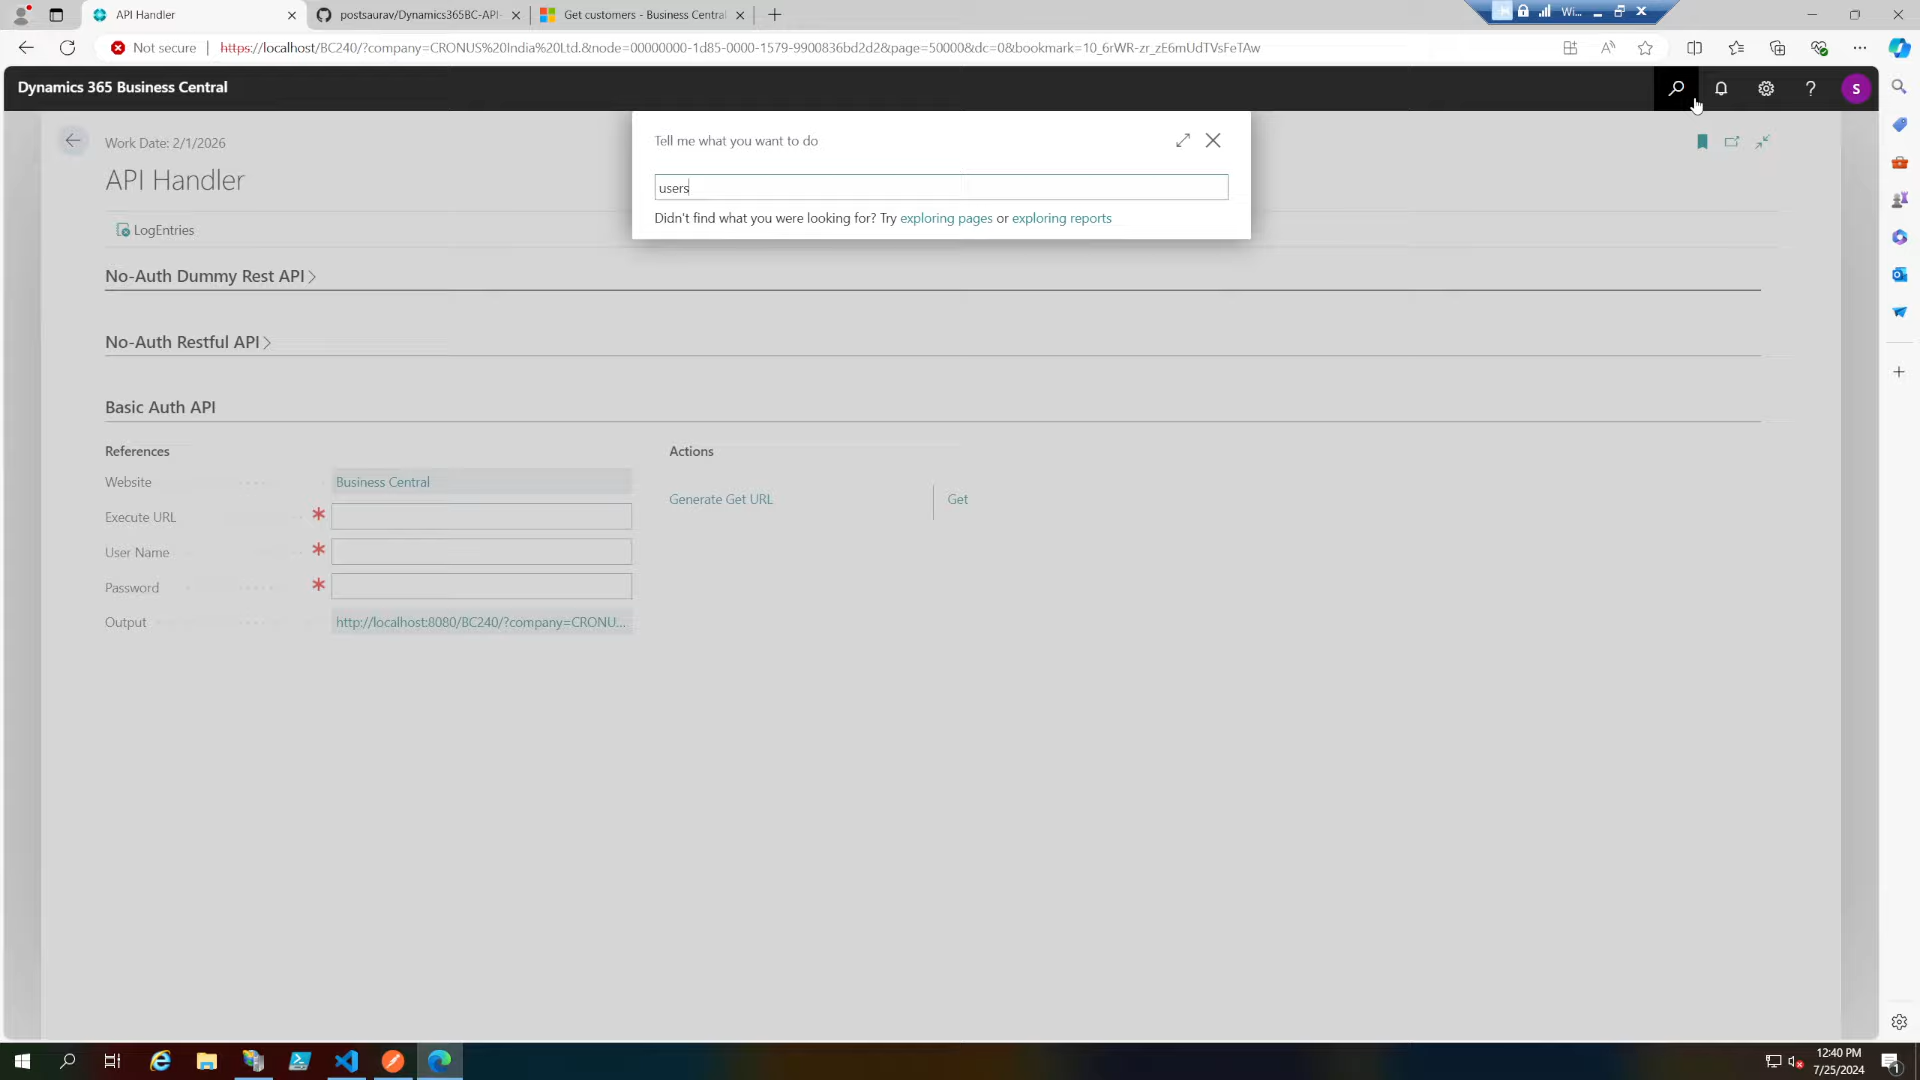 API Handler
postsaurav/Dynamics365BC-API-
Get customers - Business Central
Wi...
Not secure
https://localhost/BC240/?company=CRONUS%20India%20Ltd.&node=00000000-1d85-0000-1579-9900836bd2d2&page=50000&dc=0&bookmark=10_6rWR-zr_zE6mUdTVsFeTAw
Dynamics 365 Business Central
S
Tell me what you want to do
users
Didn't find what you were looking for? Try exploring pages or exploring reports
Work Date: 2/1/2026
API Handler
LogEntries
No-Auth Dummy Rest API
No-Auth Restful API
Basic Auth API
References
Actions
Website
Business Central
Generate Get URL
Get
Execute URL
User Name
Password
Output
http://localhost:8080/BC240/?company=CRONU...
12:40 PM
7/25/2024
1